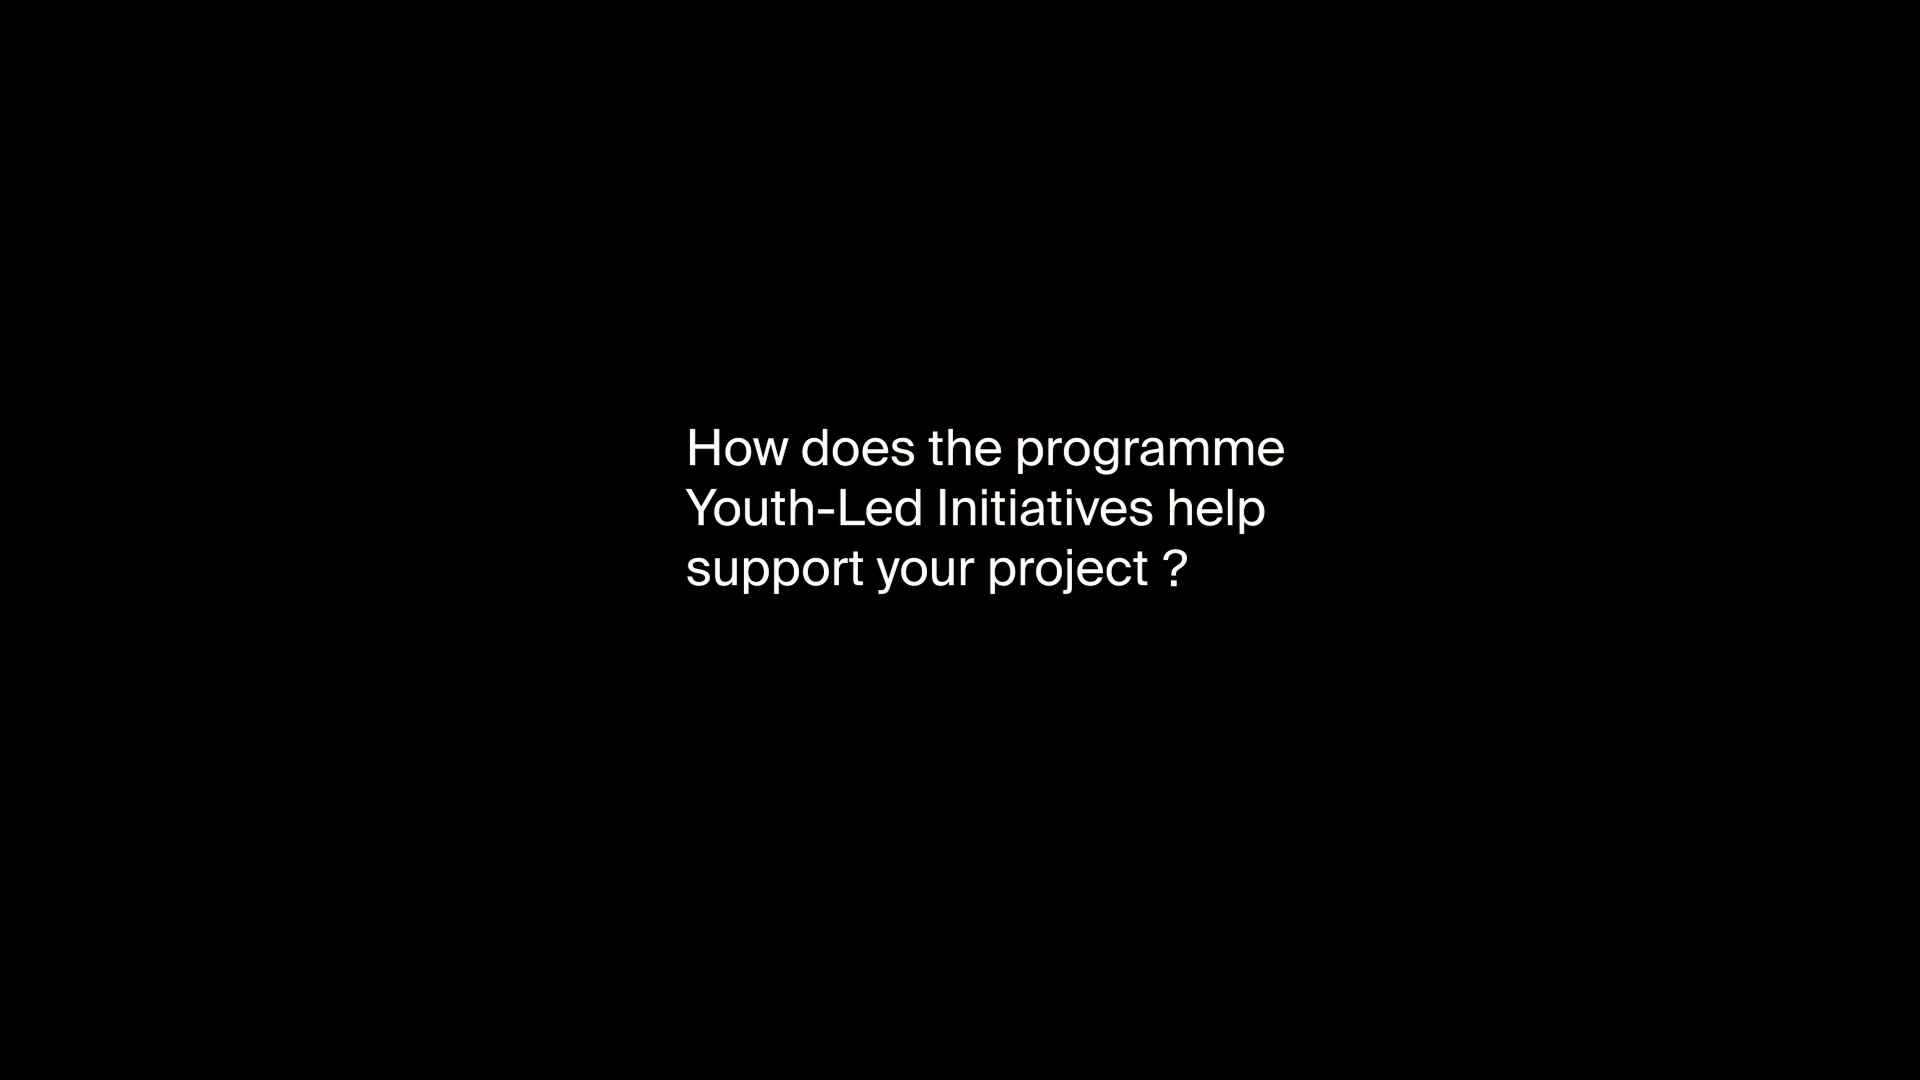 How does the programme
Youth-Led Initiatives help
support your project ?